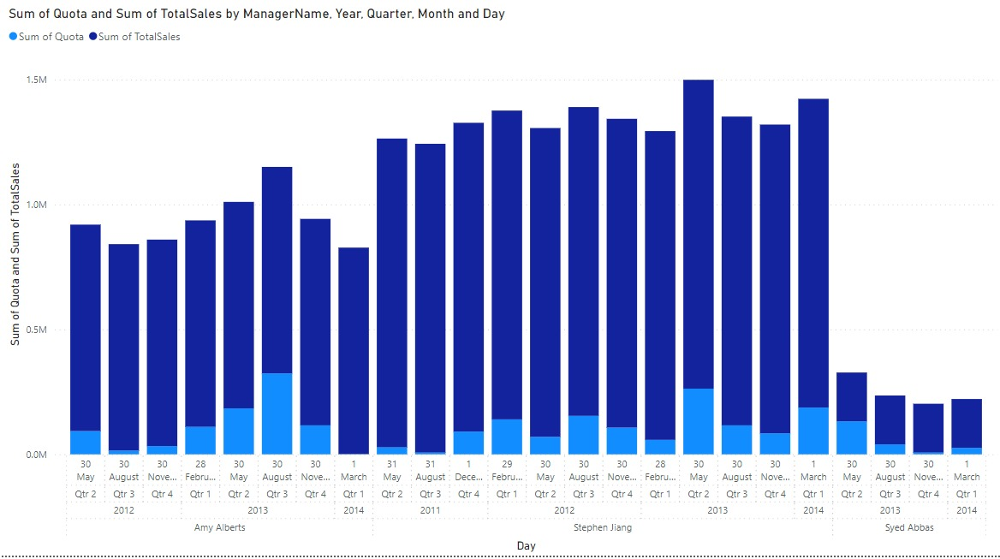 Sum of Quota and Sum of TotalSales by ManagerName, Year, Quarter, Month and Day
Sum of Quota Sum of TotalSales
Sum of Quota and Sum of TotalSales
1.5M
1.0M
0.5M
0.0M
30 30 30 28 30 30 30 1 31 31 1 29 30 30 30 28 30 30 30 1 30 30 30 1
May August Nove... Febru... May August Nove... March May August Dece... Febru... May August Nove... Febru... May August Nove... March May August Nove... March
Qtr 2 Qtr 3 Qtr 4 Qtr 1 Qtr 2 Qtr 3 Qtr 4 Qtr 1 Qtr 2 Qtr 3 Qtr 4 Qtr 1 Qtr 2 Qtr 3 Qtr 4 Qtr 1 Qtr 2 Qtr 3 Qtr 4 Qtr 1 Qtr 2 Qtr 3 Qtr 4 Qtr 1
2012 2013 2014 2011 2012 2013 2014 2013 2014
Amy Alberts Stephen Jiang Syed Abbas
Day